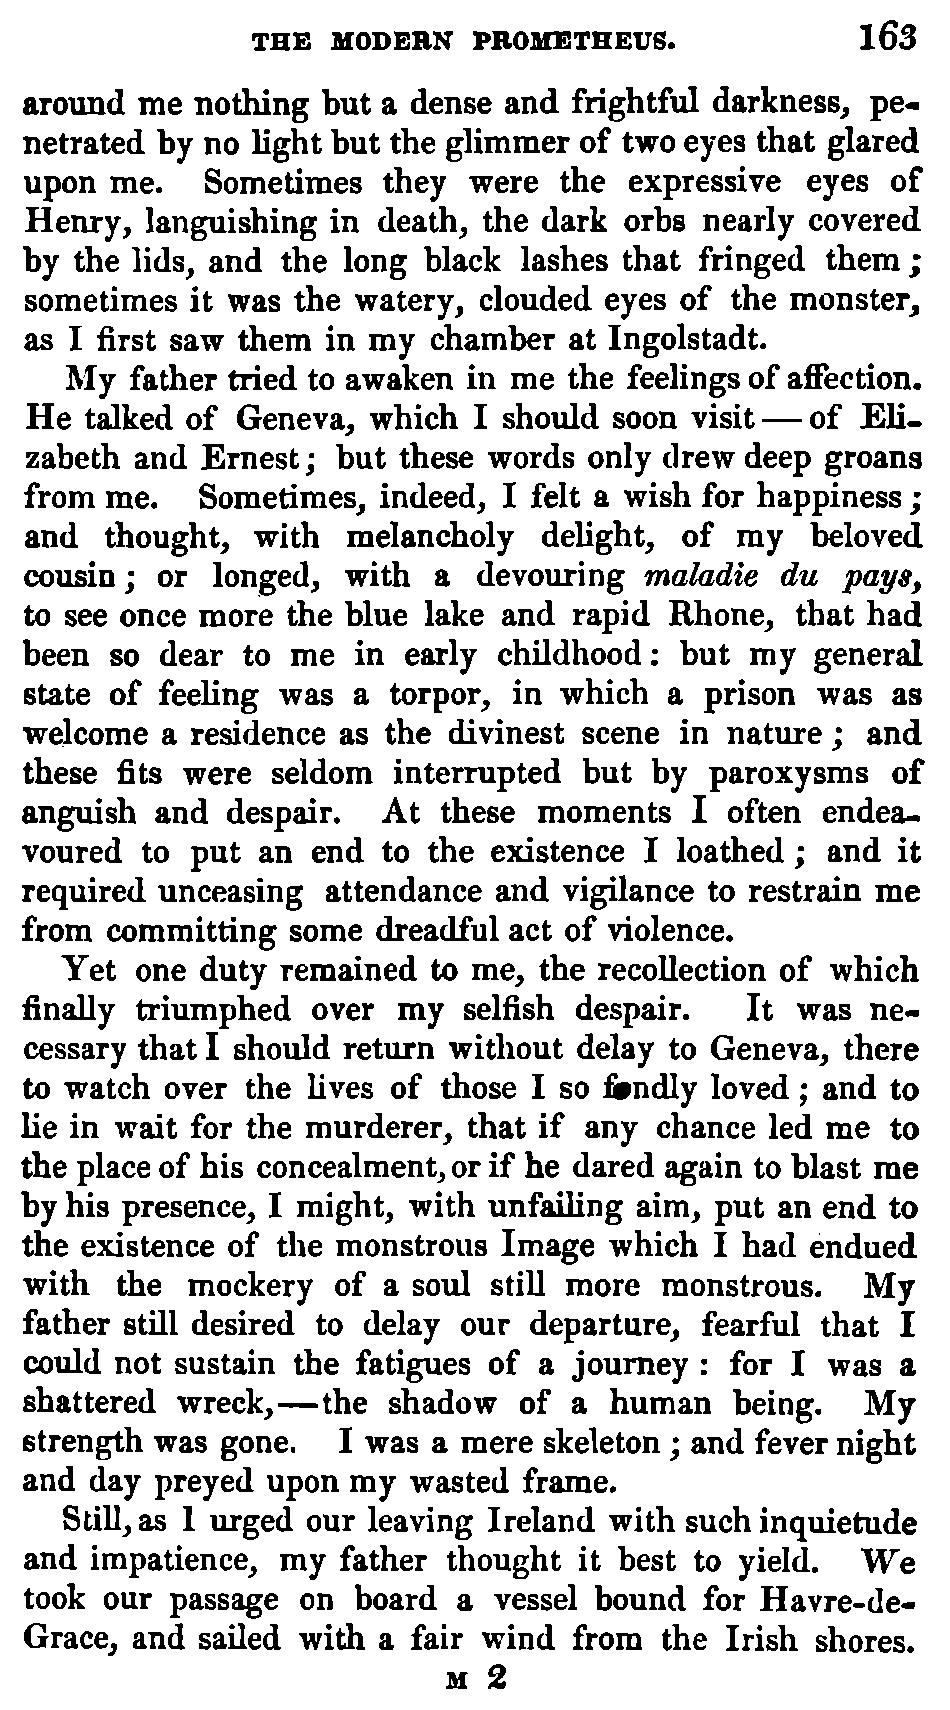 THE MODERN PROMETHEUS. 163
around me nothing but a dense and frightful darkness, pe-
netrated by no light but the glimmer of two eyes that glared
upon me. Sometimes they were the expressive eyes of
Henry, languishing in death, the dark orbs nearly covered
by the lids, and the long black lashes that fringed them;
sometimes it was the watery, clouded eyes of the monster,
as I first saw them in my chamber at Ingolstadt.
My father tried to awaken in me the feelings of affection.
He talked of Geneva, which I should soon visit — of Eli-
zabeth and Ernest; but these words only drew deep groans
from me. Sometimes, indeed, I felt a wish for happiness;
and thought, with melancholy delight, of my beloved
cousin; or longed, with a devouring maladie du pays,
to see once more the blue lake and rapid Rhone, that had
been so dear to me in early childhood: but my general
state of feeling was a torpor, in which a prison was as
welcome a residence as the divinest scene in nature; and
these fits were seldom interrupted but by paroxysms of
anguish and despair. At these moments I often endea-
voured to put an end to the existence I loathed; and it
required unceasing attendance and vigilance to restrain me
from committing some dreadful act of violence.
Yet one duty remained to me, the recollection of which
finally triumphed over my selfish despair. It was ne-
cessary that I should return without delay to Geneva, there
to watch over the lives of those I so fondly loved; and to
lie in wait for the murderer, that if any chance led me to
the place of his concealment, or if he dared again to blast me
by his presence, I might, with unfailing aim, put an end to
the existence of the monstrous Image which I had endued
with the mockery of a soul still more monstrous. My
father still desired to delay our departure, fearful that I
could not sustain the fatigues of a journey: for I was a
shattered wreck,—the shadow of a human being. My
strength was gone. I was a mere skeleton; and fever night
and day preyed upon my wasted frame.
Still, as I urged our leaving Ireland with such inquietude
and impatience, my father thought it best to yield. We
took our passage on board a vessel bound for Havre-de-
Grace, and sailed with a fair wind from the Irish shores.
M 2